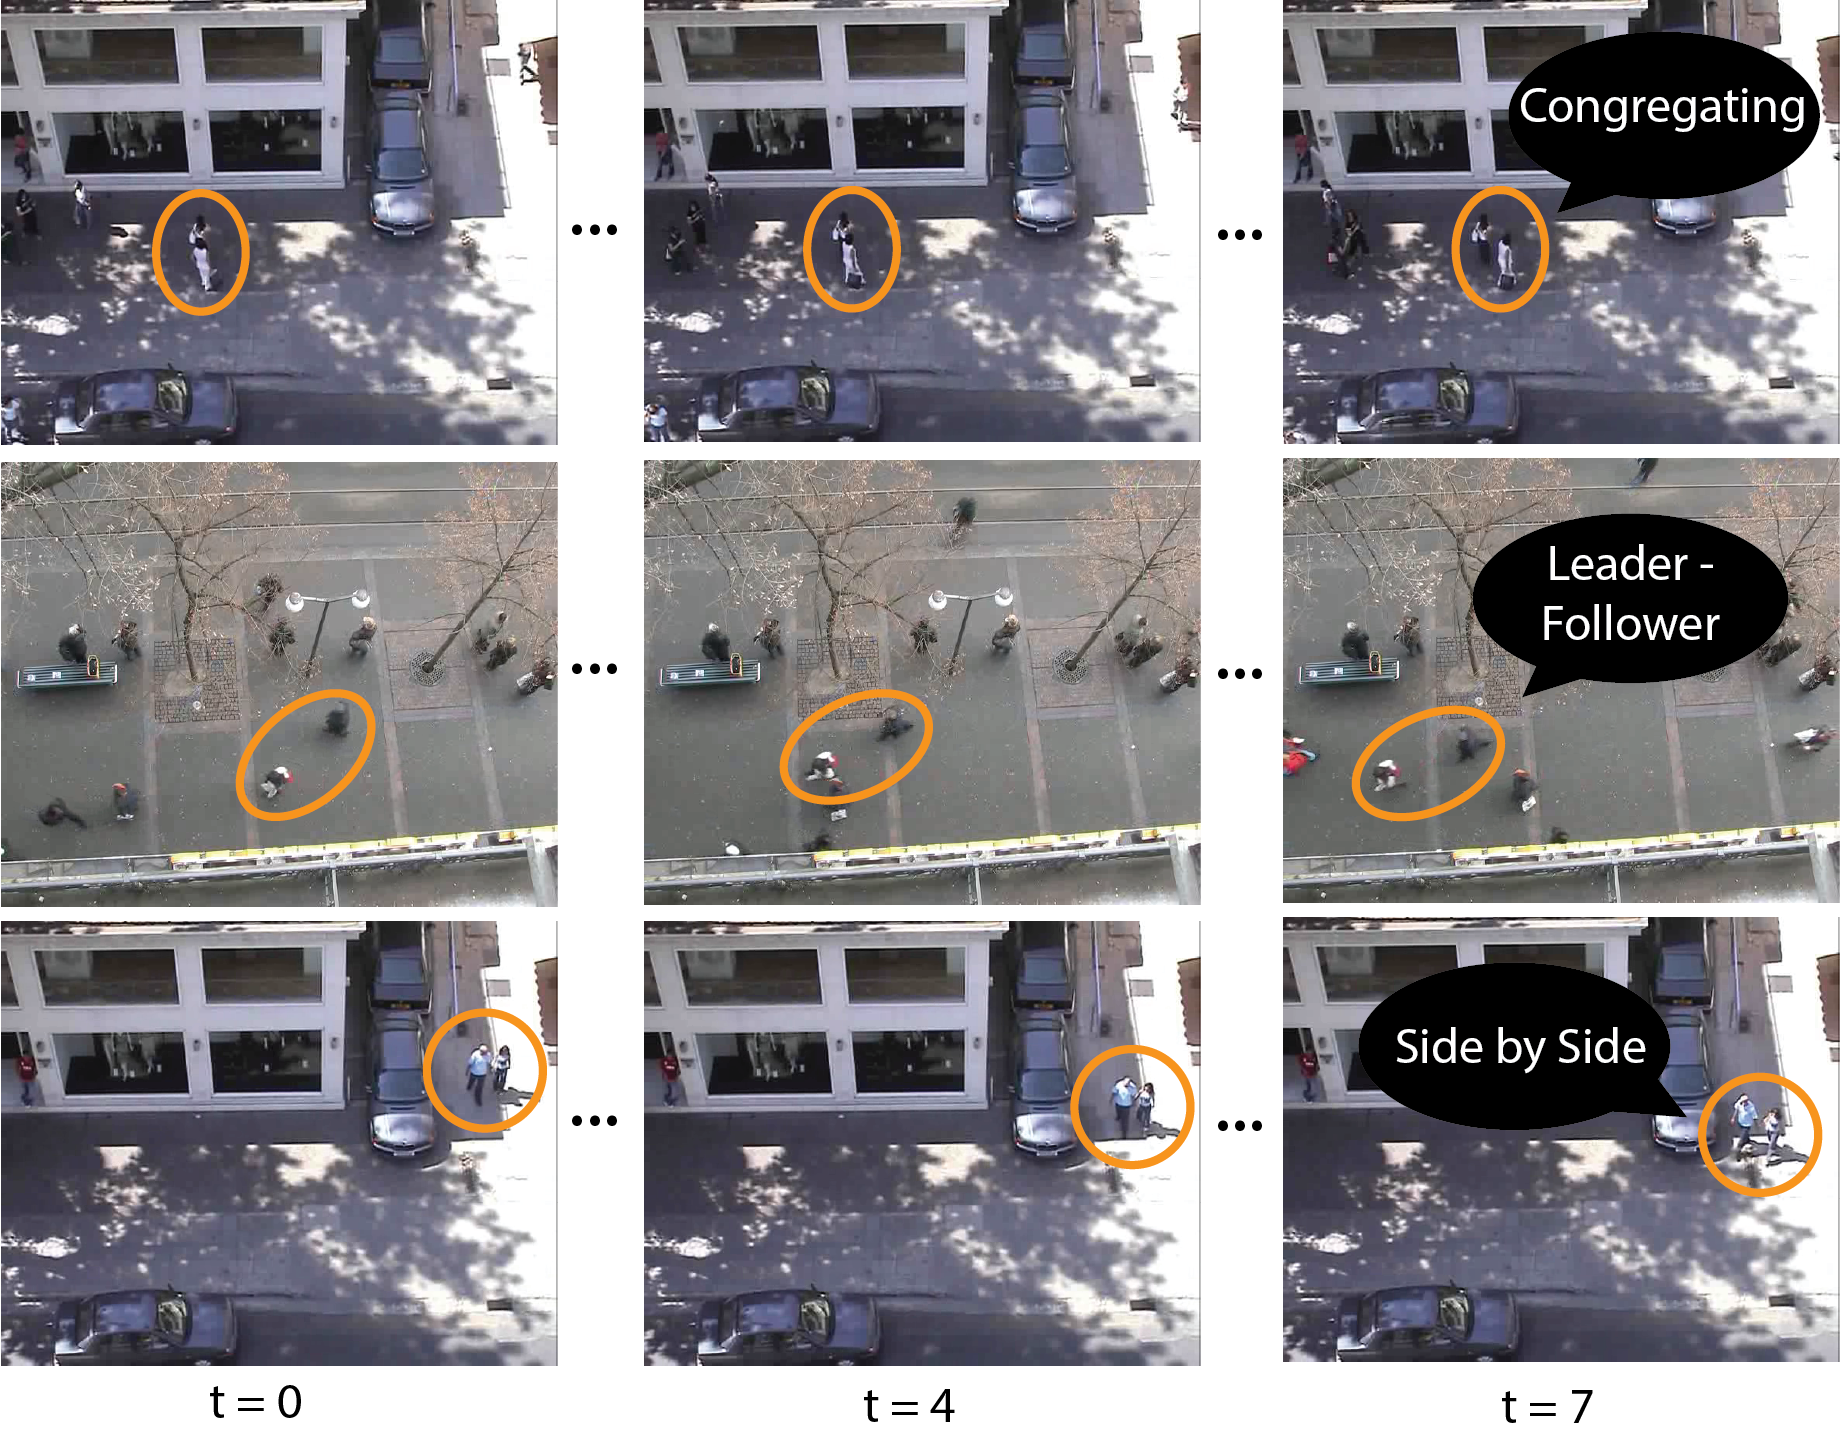 Congregating
Leader -
Follower
Side by Side
t = 0
t = 4
t = 7